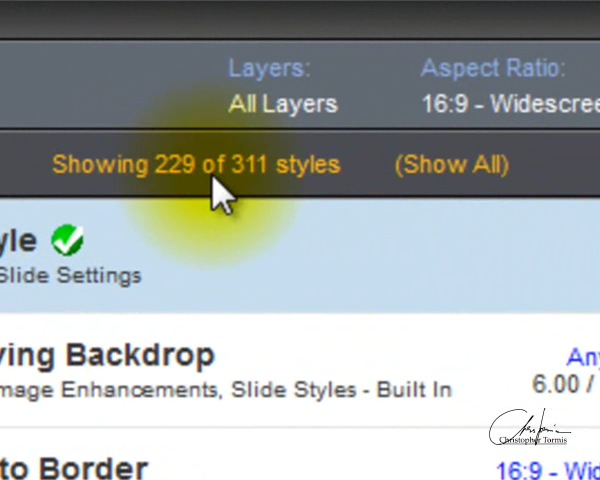 Layers: Aspect Ratio:
All Layers 16:9 - Widescree
Showing 229 of 311 styles (Show All)
yle
Slide Settings
ving Backdrop Any
mage Enhancements, Slide Styles - Built In 6.00 /
Christopher Tormis
to Border 16:9 - Wid